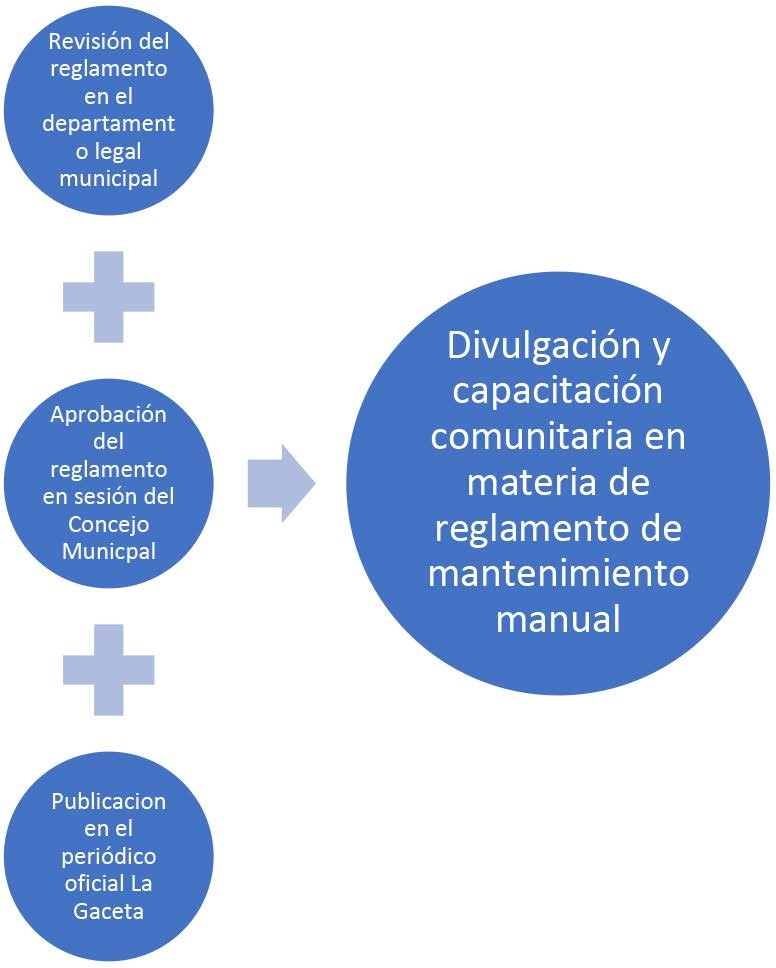 Revisión del
reglamento
en el
departament
o legal
municipal
Aprobación
del
reglamento
en sesión del
Concejo
Municpal
Publicacion
en el
periódico
oficial La
Gaceta
Divulgación y
capacitación
comunitaria en
materia de
reglamento de
mantenimiento
manual